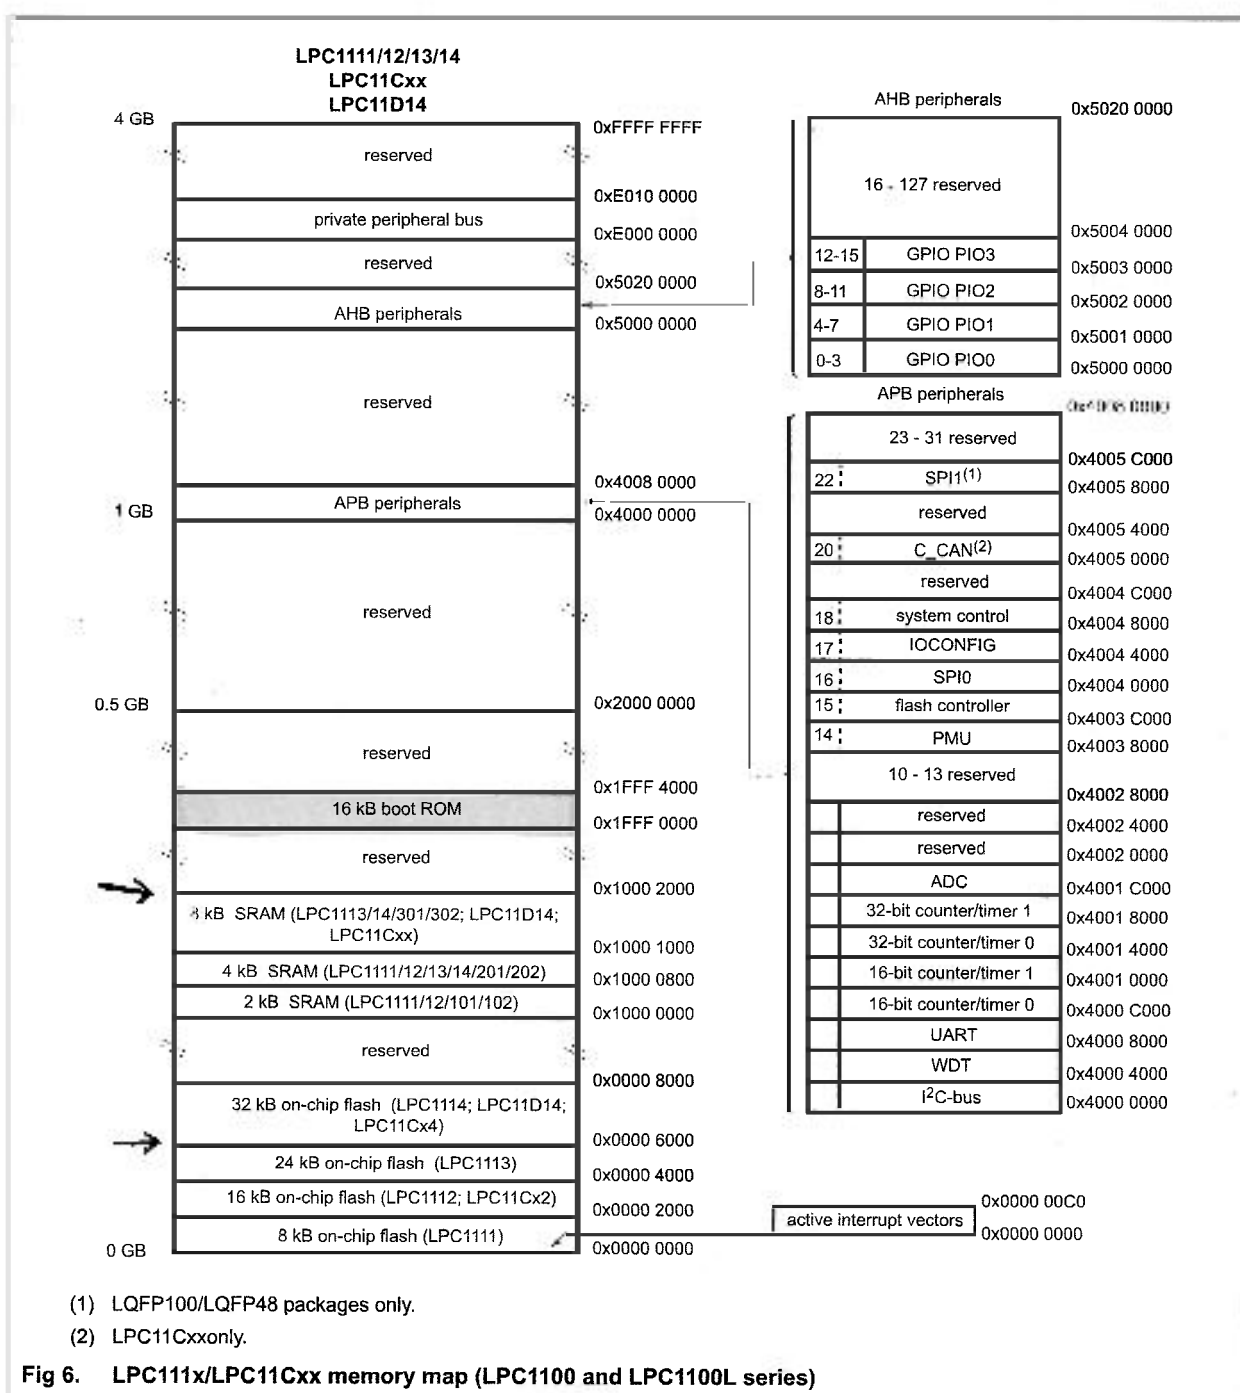 LPC1111/12/13/14
LPC11Cxx
LPC11D14
4 GB
0xFFFF FFFF
reserved
0xE010 0000
private peripheral bus
0xE000 0000
reserved
0x5020 0000
AHB peripherals
0x5000 0000
reserved
0x4008 0000
APB peripherals
1 GB
0x4000 0000
reserved
0.5 GB
0x2000 0000
reserved
0x1FFF 4000
16 kB boot ROM
0x1FFF 0000
reserved
0x1000 2000
8 kB SRAM (LPC1113/14/301/302; LPC11D14;
LPC11Cxx)
0x1000 1000
4 kB SRAM (LPC1111/12/13/14/201/202)
0x1000 0800
2 kB SRAM (LPC1111/12/101/102)
0x1000 0000
reserved
0x0000 8000
32 kB on-chip flash (LPC1114; LPC11D14;
LPC11Cx4)
0x0000 6000
24 kB on-chip flash (LPC1113)
0x0000 4000
16 kB on-chip flash (LPC1112; LPC11Cx2)
0x0000 2000
8 kB on-chip flash (LPC1111)
0 GB
0x0000 0000
AHB peripherals
0x5020 0000
16 - 127 reserved
0x5004 0000
12-15 GPIO PIO3
0x5003 0000
8-11 GPIO PIO2
0x5002 0000
4-7 GPIO PIO1
0x5001 0000
0-3 GPIO PIO0
0x5000 0000
APB peripherals
0x4008 0000
23 - 31 reserved
0x4005 C000
22 SPI1(1)
0x4005 8000
reserved
0x4005 4000
20 C_CAN(2)
0x4005 0000
reserved
0x4004 C000
18 system control
0x4004 8000
17 IOCONFIG
0x4004 4000
16 SPI0
0x4004 0000
15 flash controller
0x4003 C000
14 PMU
0x4003 8000
10 - 13 reserved
0x4002 8000
reserved
0x4002 4000
reserved
0x4002 0000
ADC
0x4001 C000
32-bit counter/timer 1
0x4001 8000
32-bit counter/timer 0
0x4001 4000
16-bit counter/timer 1
0x4001 0000
16-bit counter/timer 0
0x4000 C000
UART
0x4000 8000
WDT
0x4000 4000
I2C-bus
0x4000 0000
0x0000 00C0
active interrupt vectors
0x0000 0000
(1) LQFP100/LQFP48 packages only.
(2) LPC11Cxxonly.
Fig 6. LPC111x/LPC11Cxx memory map (LPC1100 and LPC1100L series)